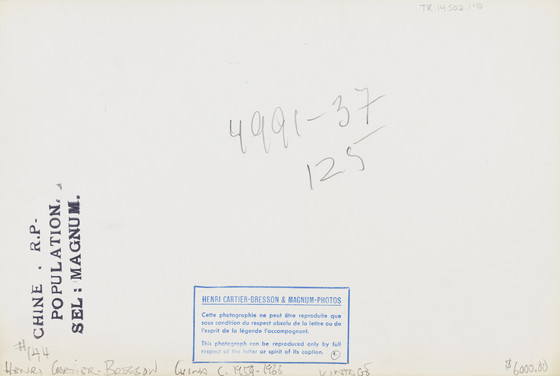 TR.14502.1-13
4991-37
125
CHINE . R.P-
POPULATION.
SEL: MAGNUM.
HENRI CARTIER-BRESSON & MAGNUM-PHOTOS
Cette photographie ne peut être reproduite que
sous condition du respect absolu de la lettre ou de
l'esprit de la légende l'accompagnant.
This photograph can be reproduced only by full
respect of the letter or spirit of its caption.
#144
HENRI CARTIER-BRESSON CHINA C. 1958-1966 VINTAGE
$6000.00